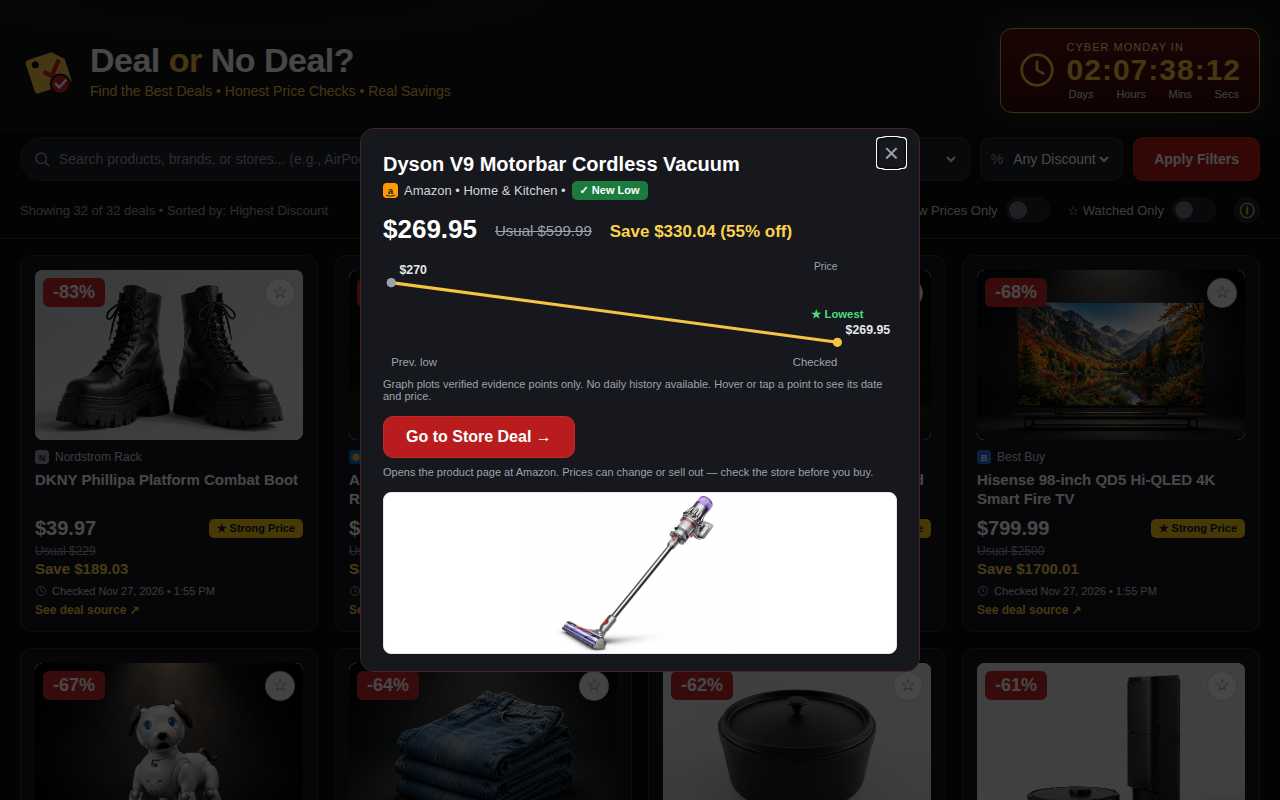 Deal or No Deal?
Find the Best Deals • Honest Price Checks • Real Savings
CYBER MONDAY IN
02:07:38:12
Days Hours Mins Secs
Search products, brands, or stores... (e.g., AirPo
% Any Discount
Apply Filters
Showing 32 of 32 deals • Sorted by: Highest Discount
Prices Only
☆ Watched Only
Dyson V9 Motorbar Cordless Vacuum
a Amazon • Home & Kitchen • ✓ New Low
$269.95 Usual $599.99 Save $330.04 (55% off)
$270
Price
★ Lowest
$269.95
Prev. low
Checked
Graph plots verified evidence points only. No daily history available. Hover or tap a point to see its date
and price.
Go to Store Deal →
Opens the product page at Amazon. Prices can change or sell out — check the store before you buy.
-83%
N Nordstrom Rack
DKNY Phillipa Platform Combat Boot
$39.97
★ Strong Price
Usual $229
Save $189.03
Checked Nov 27, 2026 • 1:55 PM
See deal source ↗
-68%
B Best Buy
Hisense 98-inch QD5 Hi-QLED 4K
Smart Fire TV
$799.99
★ Strong Price
Usual $2500
Save $1700.01
Checked Nov 27, 2026 • 1:55 PM
See deal source ↗
-67%
-64%
-62%
-61%